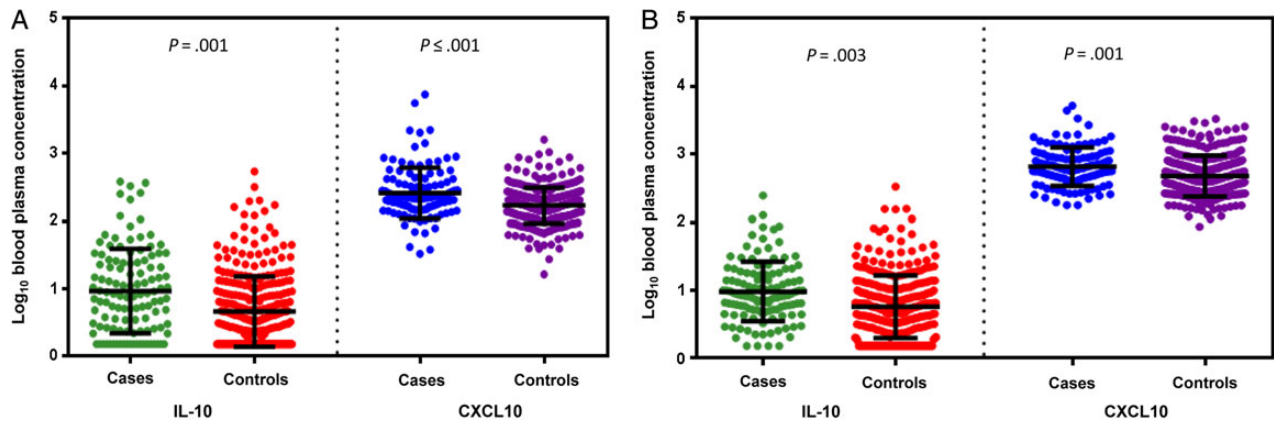 A
Log10 blood plasma concentration
5
4
3
2
1
0
P = .001
P ≤ .001
Cases
Controls
Cases
Controls
IL-10
CXCL10
B
Log10 blood plasma concentration
5
4
3
2
1
0
P = .003
P = .001
Cases
Controls
Cases
Controls
IL-10
CXCL10